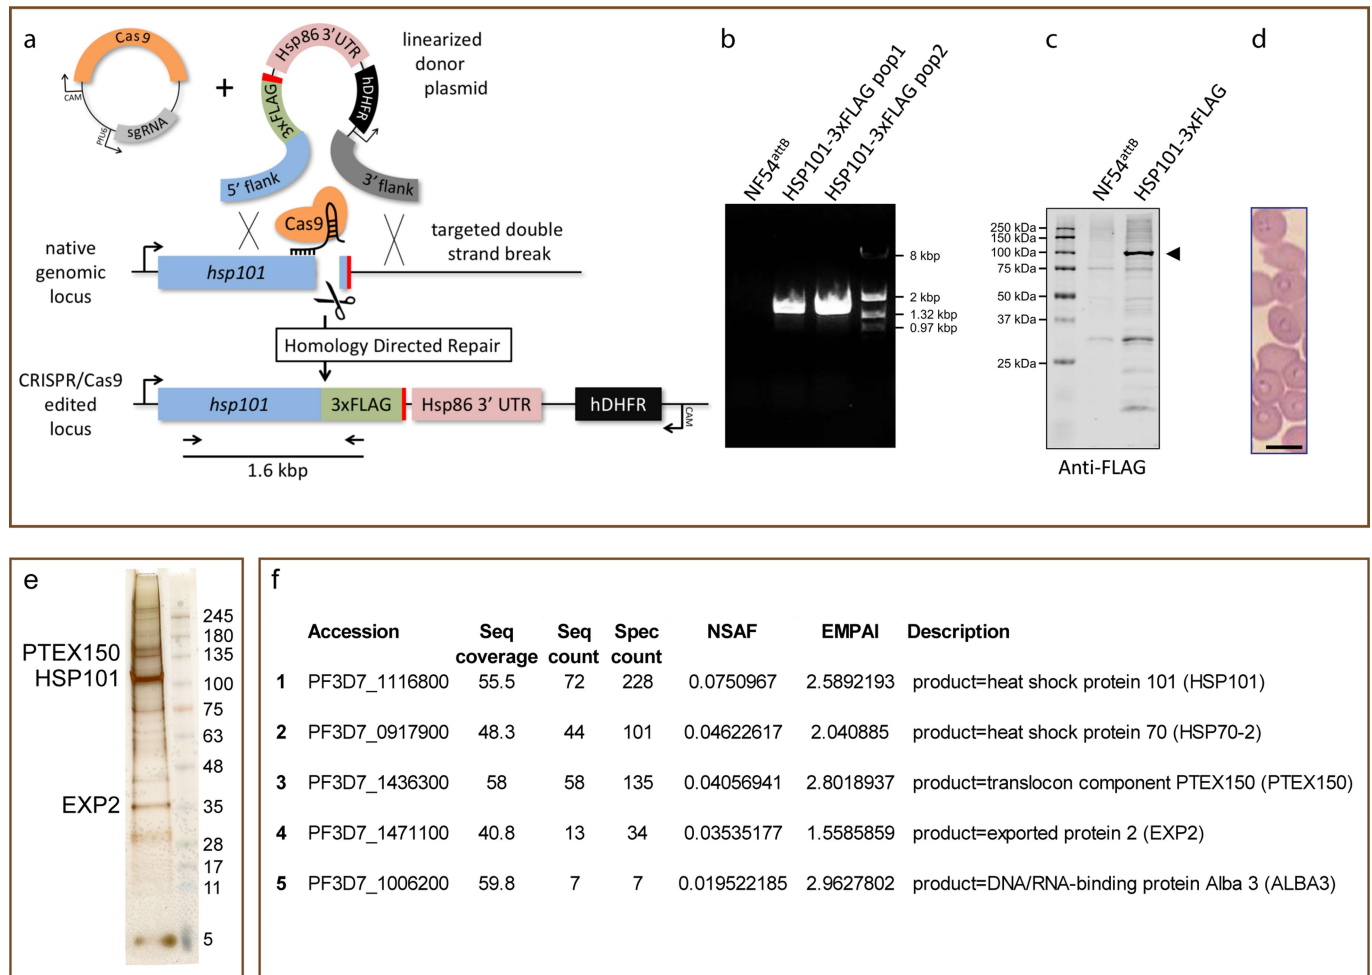 a
Cas9
CAM
PfU6
sgRNA
+
Hsp86 3'UTR
3xFLAG
hDHFR
5' flank
3' flank
linearized
donor
plasmid
Cas9
native
genomic
locus
hsp101
targeted double
strand break
Homology Directed Repair
CRISPR/Cas9
edited
locus
hsp101
3xFLAG
Hsp86 3' UTR
hDHFR
CAM
1.6 kbp
b
NF54attB
HSP101-3xFLAG pop1
HSP101-3xFLAG pop2
8 kbp
2 kbp
1.32 kbp
0.97 kbp
c
NF54attB
HSP101-3xFLAG
250 kDa
150 kDa
100 kDa
75 kDa
50 kDa
37 kDa
25 kDa
Anti-FLAG
d
e
PTEX150
HSP101
EXP2
245
180
135
100
75
63
48
35
28
17
11
5
f
Accession Seq coverage Seq count Spec count NSAF EMPAI Description
1 PF3D7_1116800 55.5 72 228 0.0750967 2.5892193 product=heat shock protein 101 (HSP101)
2 PF3D7_0917900 48.3 44 101 0.04622617 2.040885 product=heat shock protein 70 (HSP70-2)
3 PF3D7_1436300 58 58 135 0.04056941 2.8018937 product=translocon component PTEX150 (PTEX150)
4 PF3D7_1471100 40.8 13 34 0.03535177 1.5585859 product=exported protein 2 (EXP2)
5 PF3D7_1006200 59.8 7 7 0.019522185 2.9627802 product=DNA/RNA-binding protein Alba 3 (ALBA3)